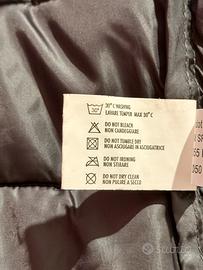 30°C WASHING
LAVARE TEMPER MAX 30°C
DO NOT BLEACH
NON CANDEGGIARE
DO NOT TUMBLE DRY
NON ASCIUGARE IN ASCIUGATRICE
DO NOT IRONING
NON STIRARE
DO NOT DRY CLEAN
NON PULIRE A SECCO
subito